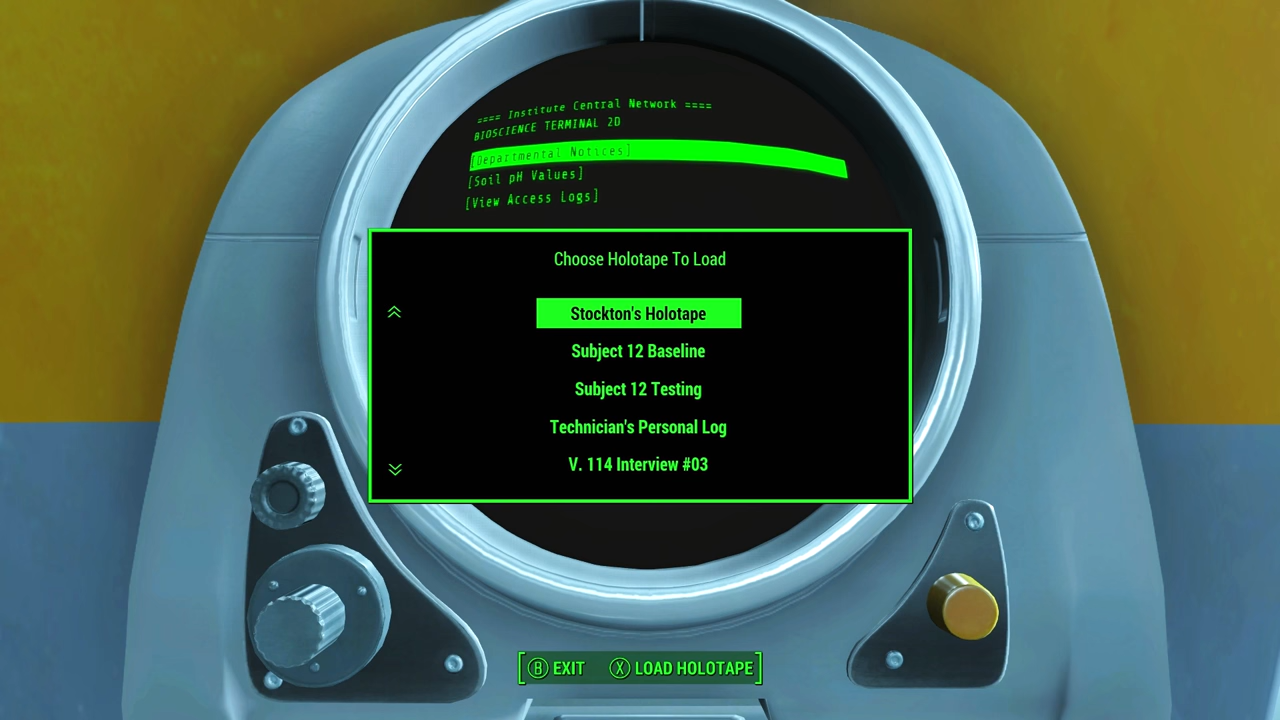 ==== Institute Central Network ====
BIOSCIENCE TERMINAL 2D
[Departmental Notices]
[Soil pH Values]
[View Access Logs]
Choose Holotape To Load
Stockton's Holotape
Subject 12 Baseline
Subject 12 Testing
Technician's Personal Log
V. 114 Interview #03
[B) EXIT X) LOAD HOLOTAPE]